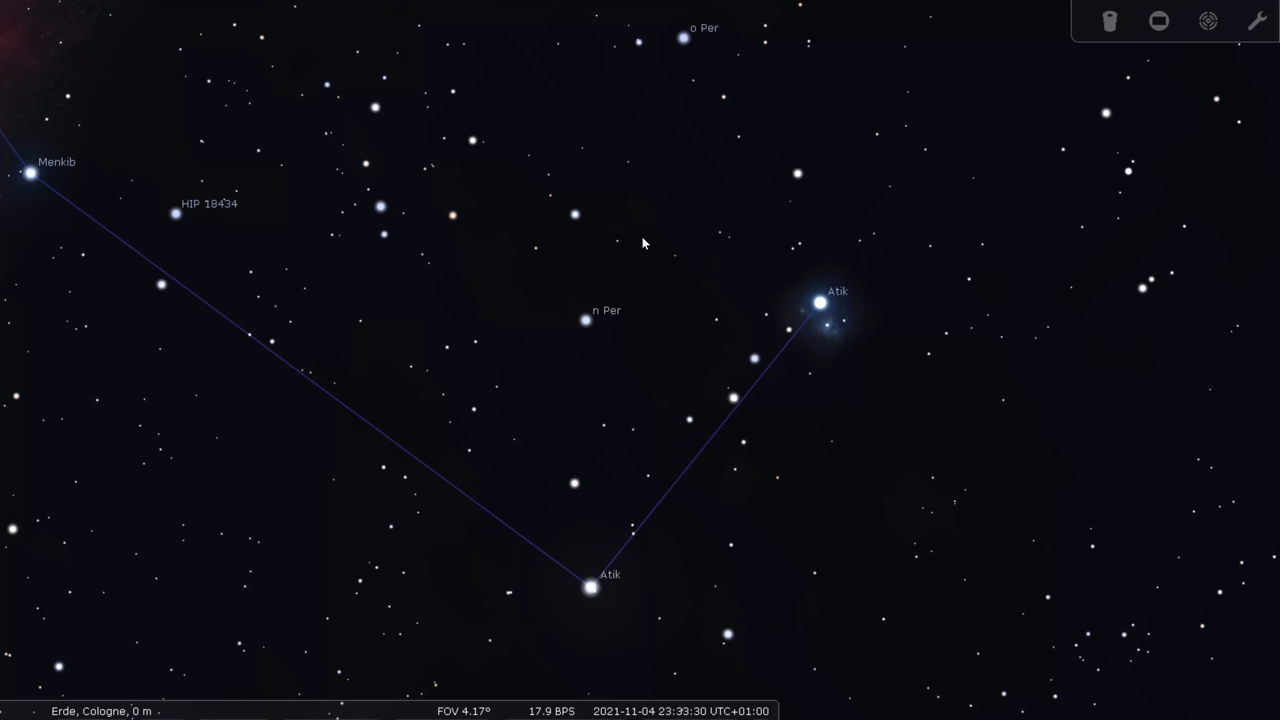 o Per
Menkib
HIP 18434
Atik
n Per
Atik
Erde, Cologne, 0 m FOV 4.17° 17.9 BPS 2021-11-04 23:33:30 UTC+01:00